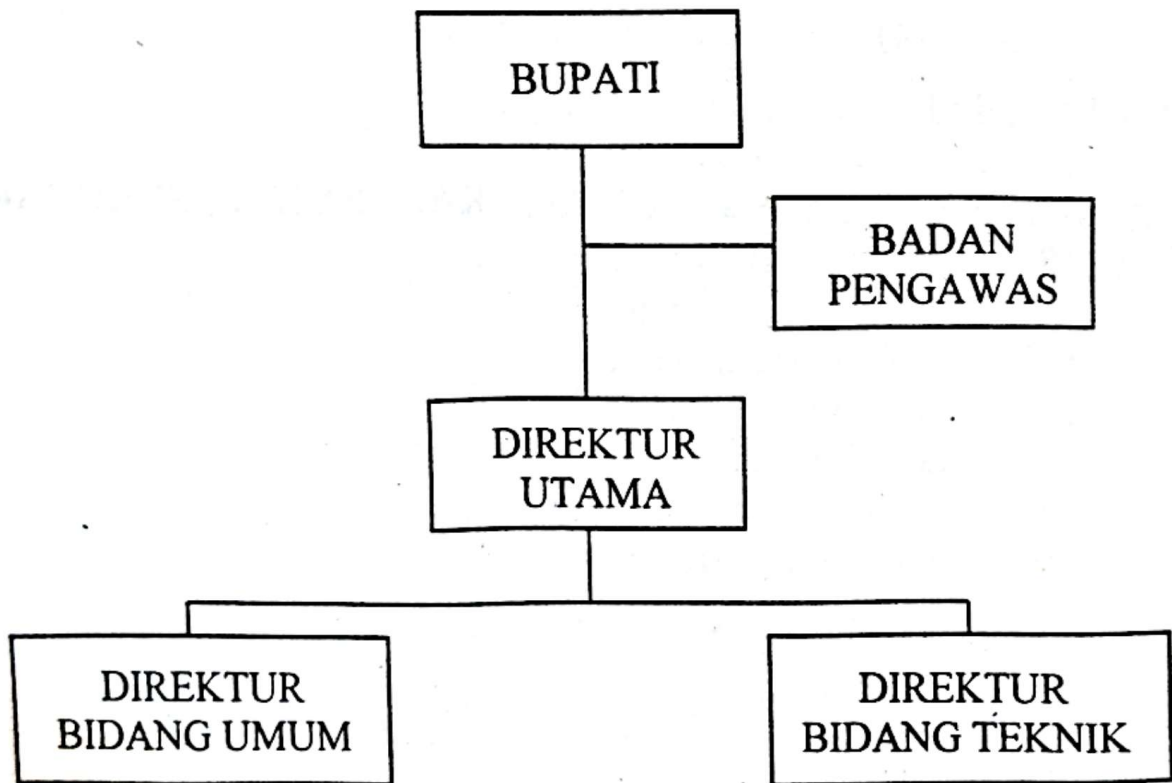 BUPATI
BADAN
PENGAWAS
DIREKTUR
UTAMA
DIREKTUR
BIDANG UMUM
DIREKTUR
BIDANG TEKNIK